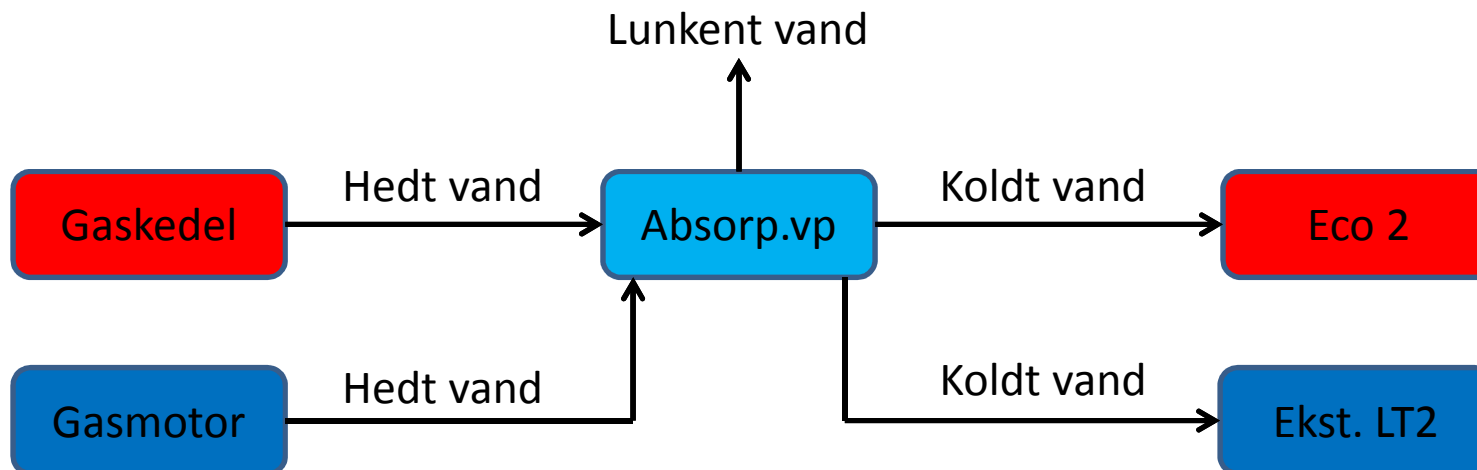 Lunkent vand
Gaskedel
Hedt vand
Absorp.vp
Koldt vand
Eco 2
Gasmotor
Hedt vand
Koldt vand
Ekst. LT2